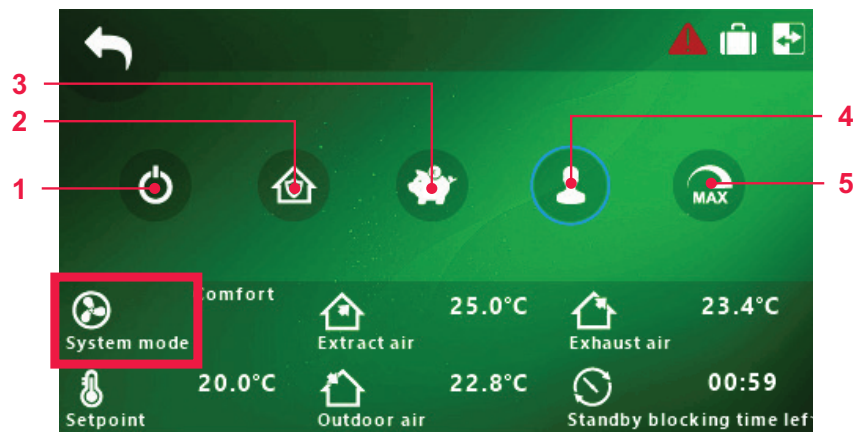 3
2
4
1
5
MAX
Comfort
25.0°C
23.4°C
System mode
Extract air
Exhaust air
20.0°C
22.8°C
00:59
Setpoint
Outdoor air
Standby blocking time lef